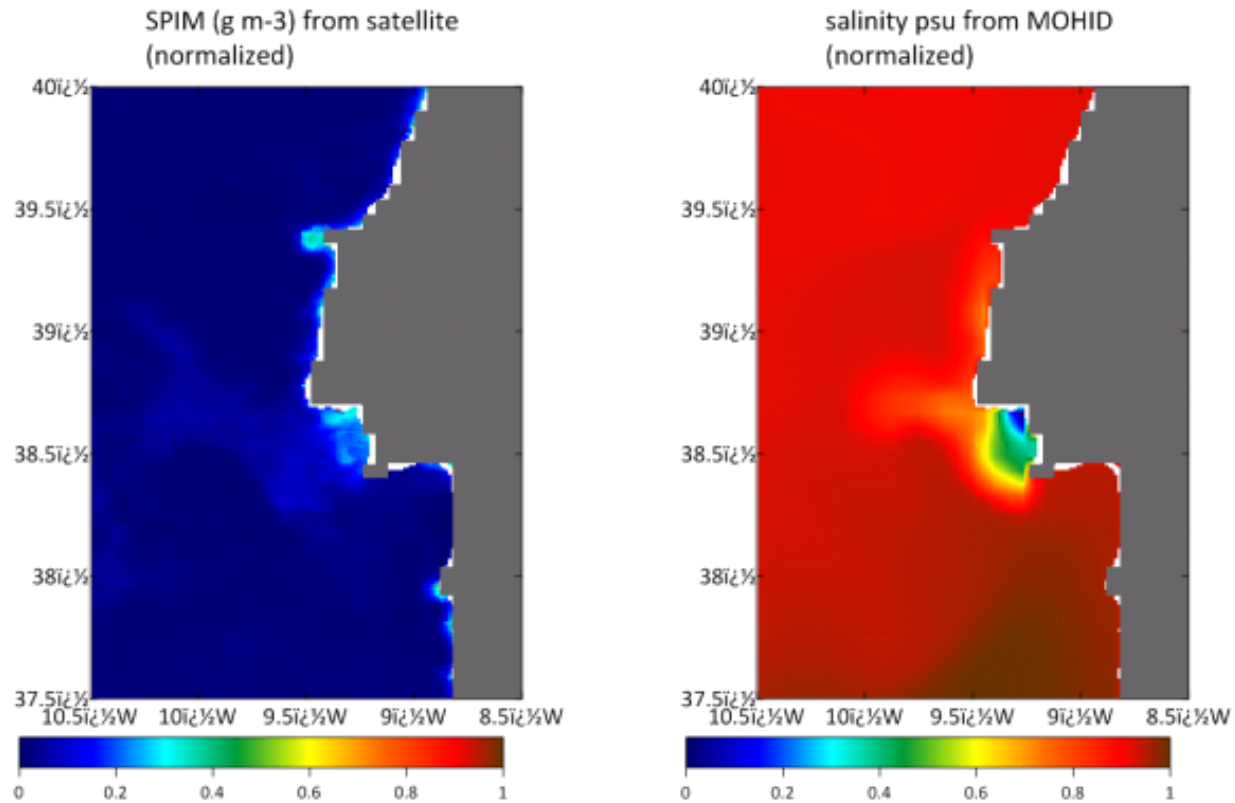 SPIM (g m-3) from satellite
(normalized)
40ï¿½
39.5ï¿½
39ï¿½
38.5ï¿½
38ï¿½
37.5ï¿½
10.5ï¿½W 10ï¿½W 9.5ï¿½W 9ï¿½W 8.5ï¿½W
0 0.2 0.4 0.6 0.8 1
salinity psu from MOHID
(normalized)
40ï¿½
39.5ï¿½
39ï¿½
38.5ï¿½
38ï¿½
37.5ï¿½
10.5ï¿½W 10ï¿½W 9.5ï¿½W 9ï¿½W 8.5ï¿½W
0 0.2 0.4 0.6 0.8 1